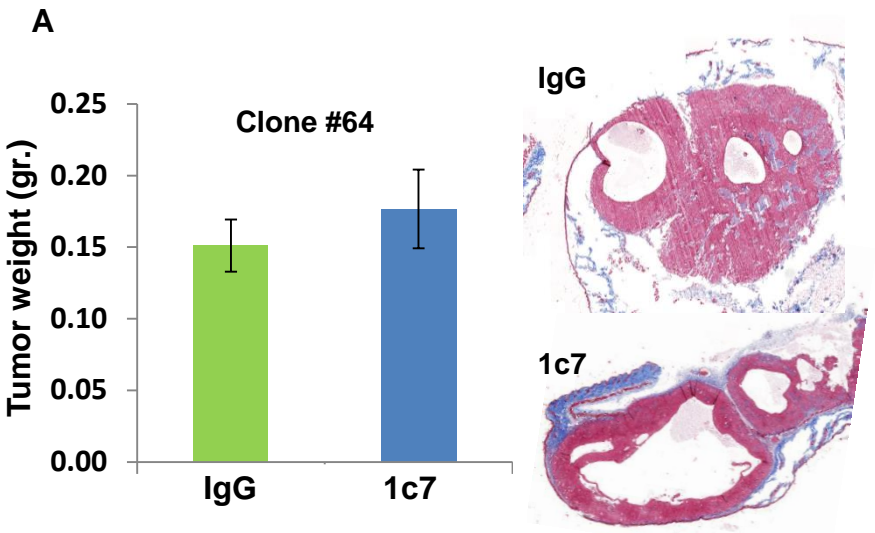 A
IgG
0.25
Clone #64
0.20
0.15
0.10
0.05
0.00
Tumor weight (gr.)
1c7
IgG
1c7